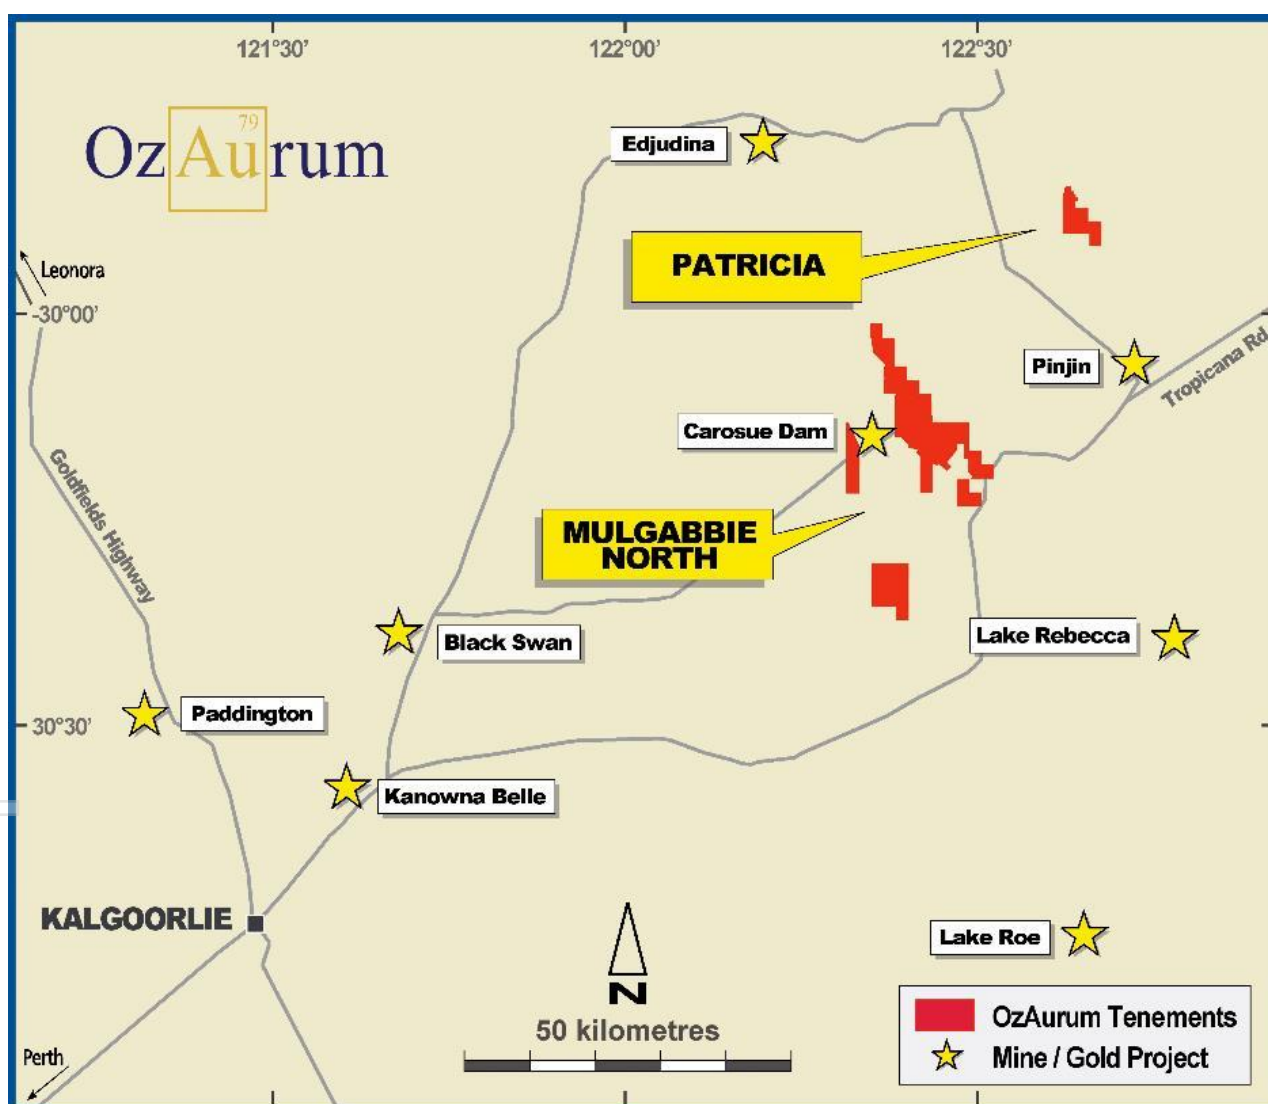 121°30'
122°00'
122°30'
79
OzAurum
Edjudina
PATRICIA
Leonora
-30°00'
Pinjin
Tropicana Rd
Carosue Dam
Goldfields Highway
MULGABBIE
NORTH
Black Swan
Lake Rebecca
Paddington
30°30'
Kanowna Belle
KALGOORLIE
Lake Roe
N
50 kilometres
OzAurum Tenements
Mine / Gold Project
Perth